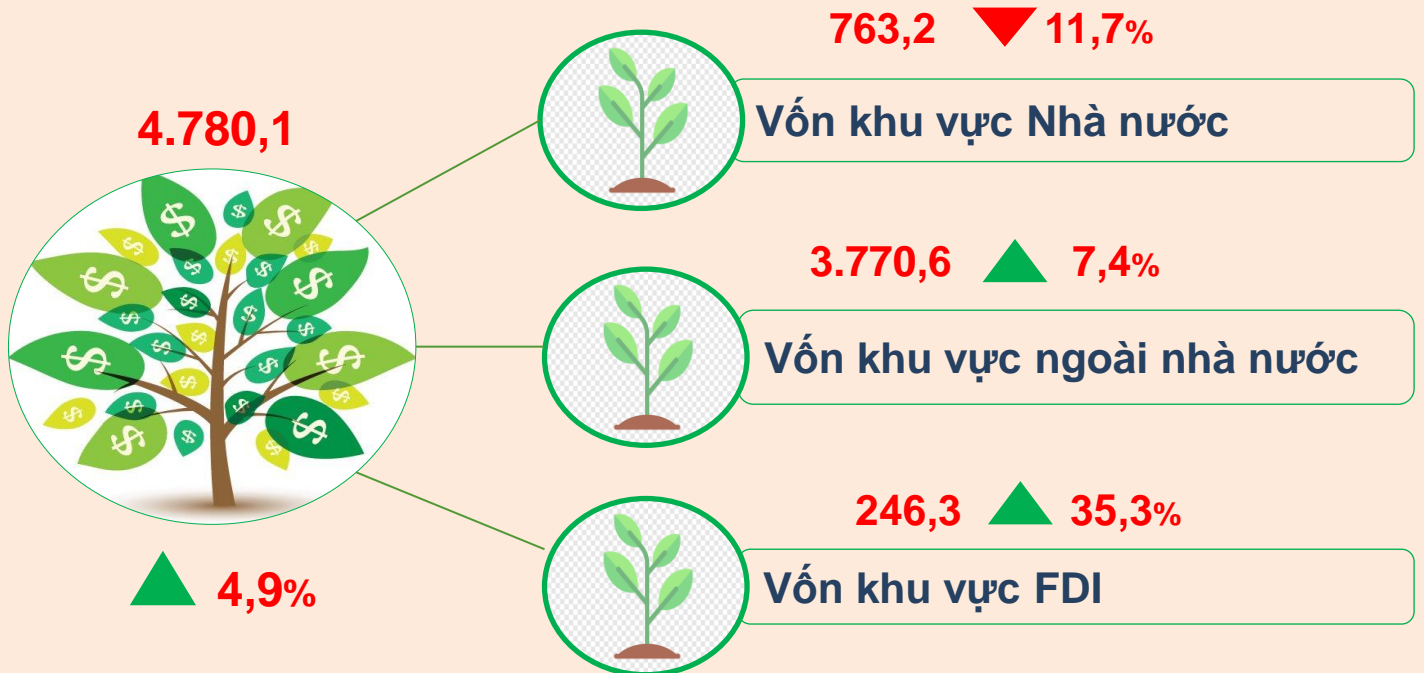 4.780,1
4,9%
763,2 11,7%
Vốn khu vực Nhà nước
3.770,6 7,4%
Vốn khu vực ngoài nhà nước
246,3 35,3%
Vốn khu vực FDI